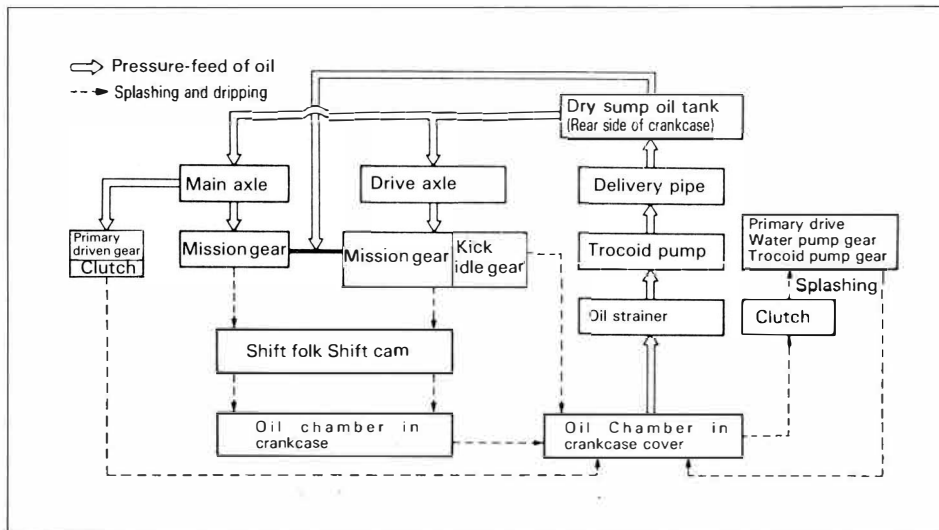 Pressure-feed of oil
Splashing and dripping
Dry sump oil tank
(Rear side of crankcase)
Main axle
Drive axle
Delivery pipe
Primary
driven gear
Clutch
Mission gear
Mission gear
Kick
idle gear
Trocoid pump
Primary drive
Water pump gear
Trocoid pump gear
Splashing
Oil strainer
Clutch
Shift folk Shift cam
Oil chamber in
crankcase
Oil Chamber in
crankcase cover